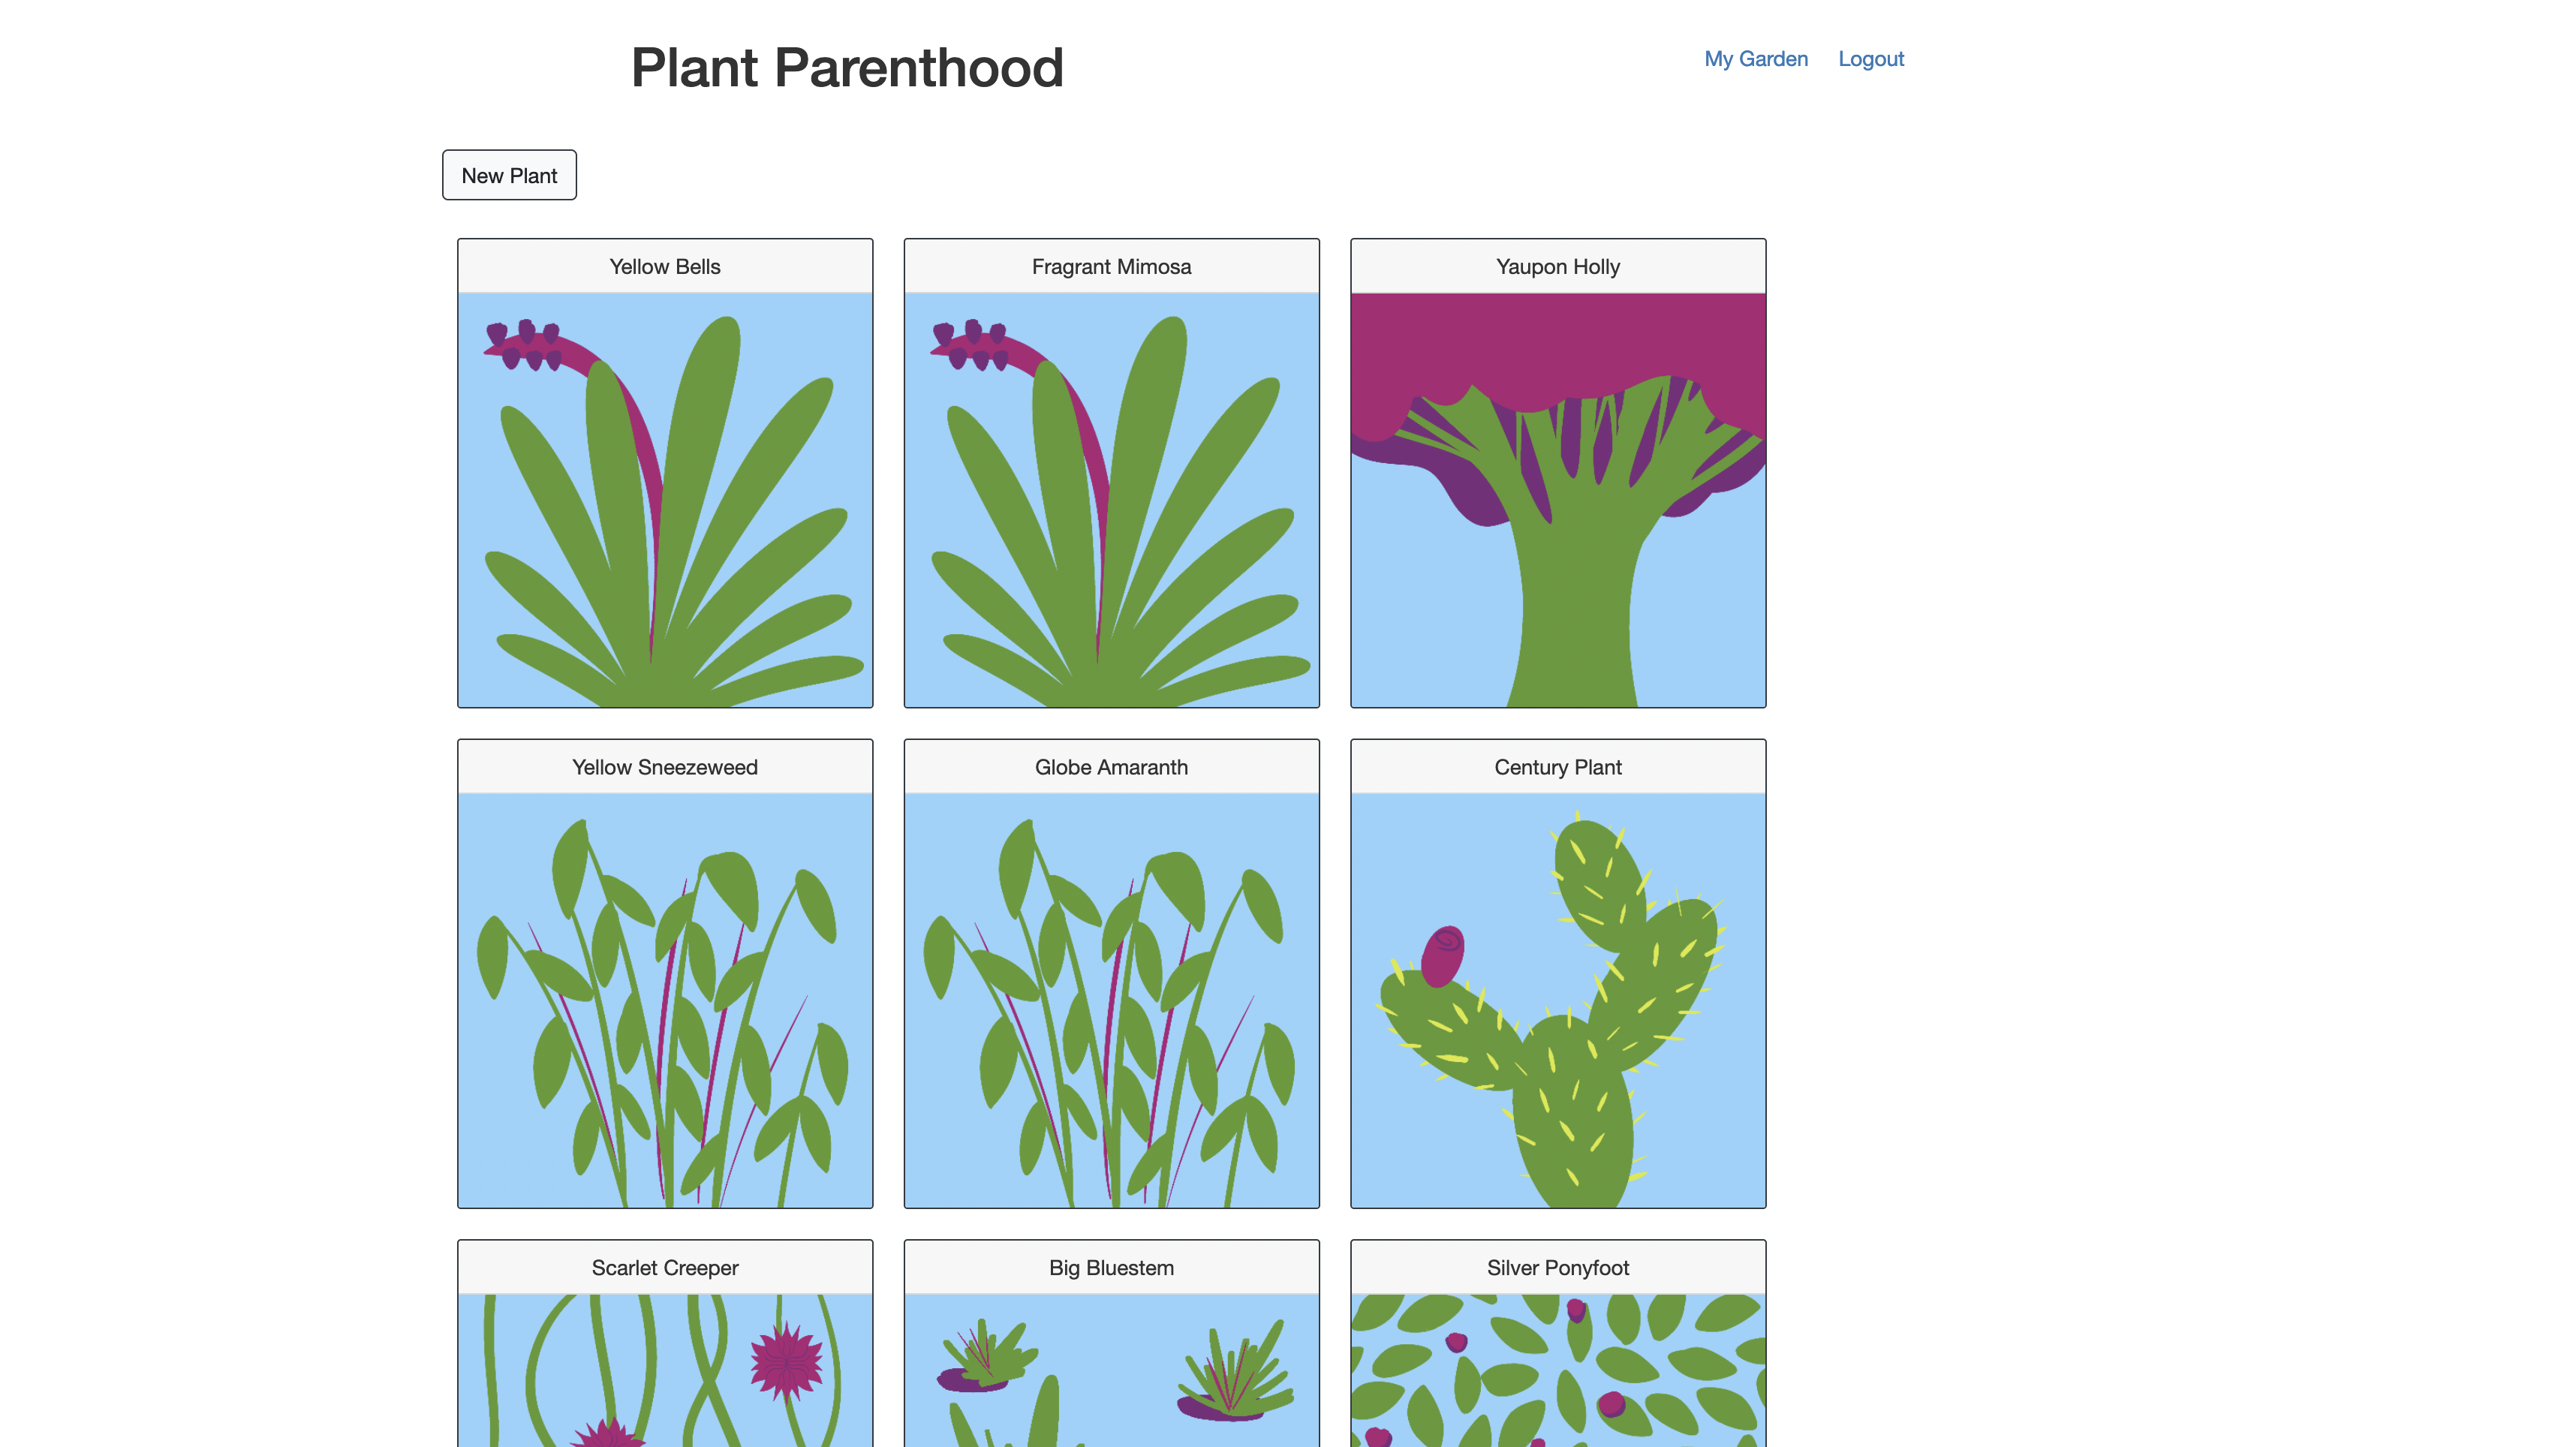 Plant Parenthood
My Garden
Logout
New Plant
Yellow Bells
Fragrant Mimosa
Yaupon Holly
Yellow Sneezeweed
Globe Amaranth
Century Plant
Scarlet Creeper
Big Bluestem
Silver Ponyfoot